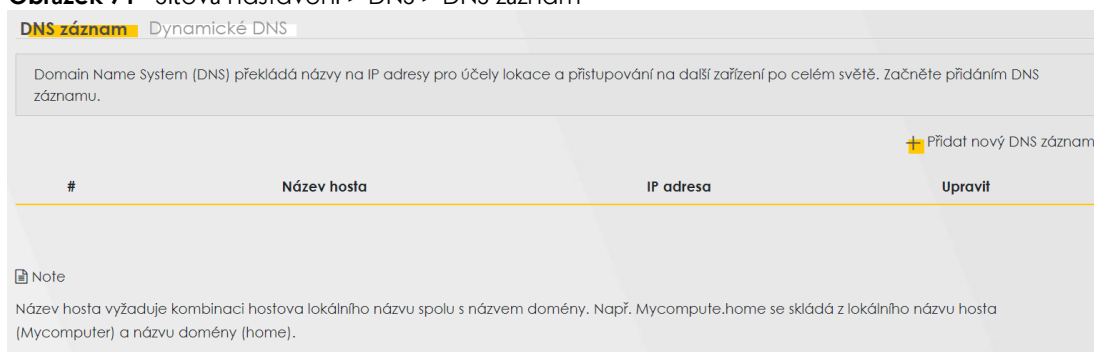 DNS záznam Dynamické DNS
Domain Name System (DNS) překládá názvy na IP adresy pro účely lokace a přistupování na další zařízení po celém světě. Začněte přidáním DNS
záznamu.
+ Přidat nový DNS záznam
# Název hosta IP adresa Upravit
Note
Název hosta vyžaduje kombinaci hostova lokálního názvu spolu s názvem domény. Např. Mycompute.home se skládá z lokálního názvu hosta
(Mycomputer) a názvu domény (home).